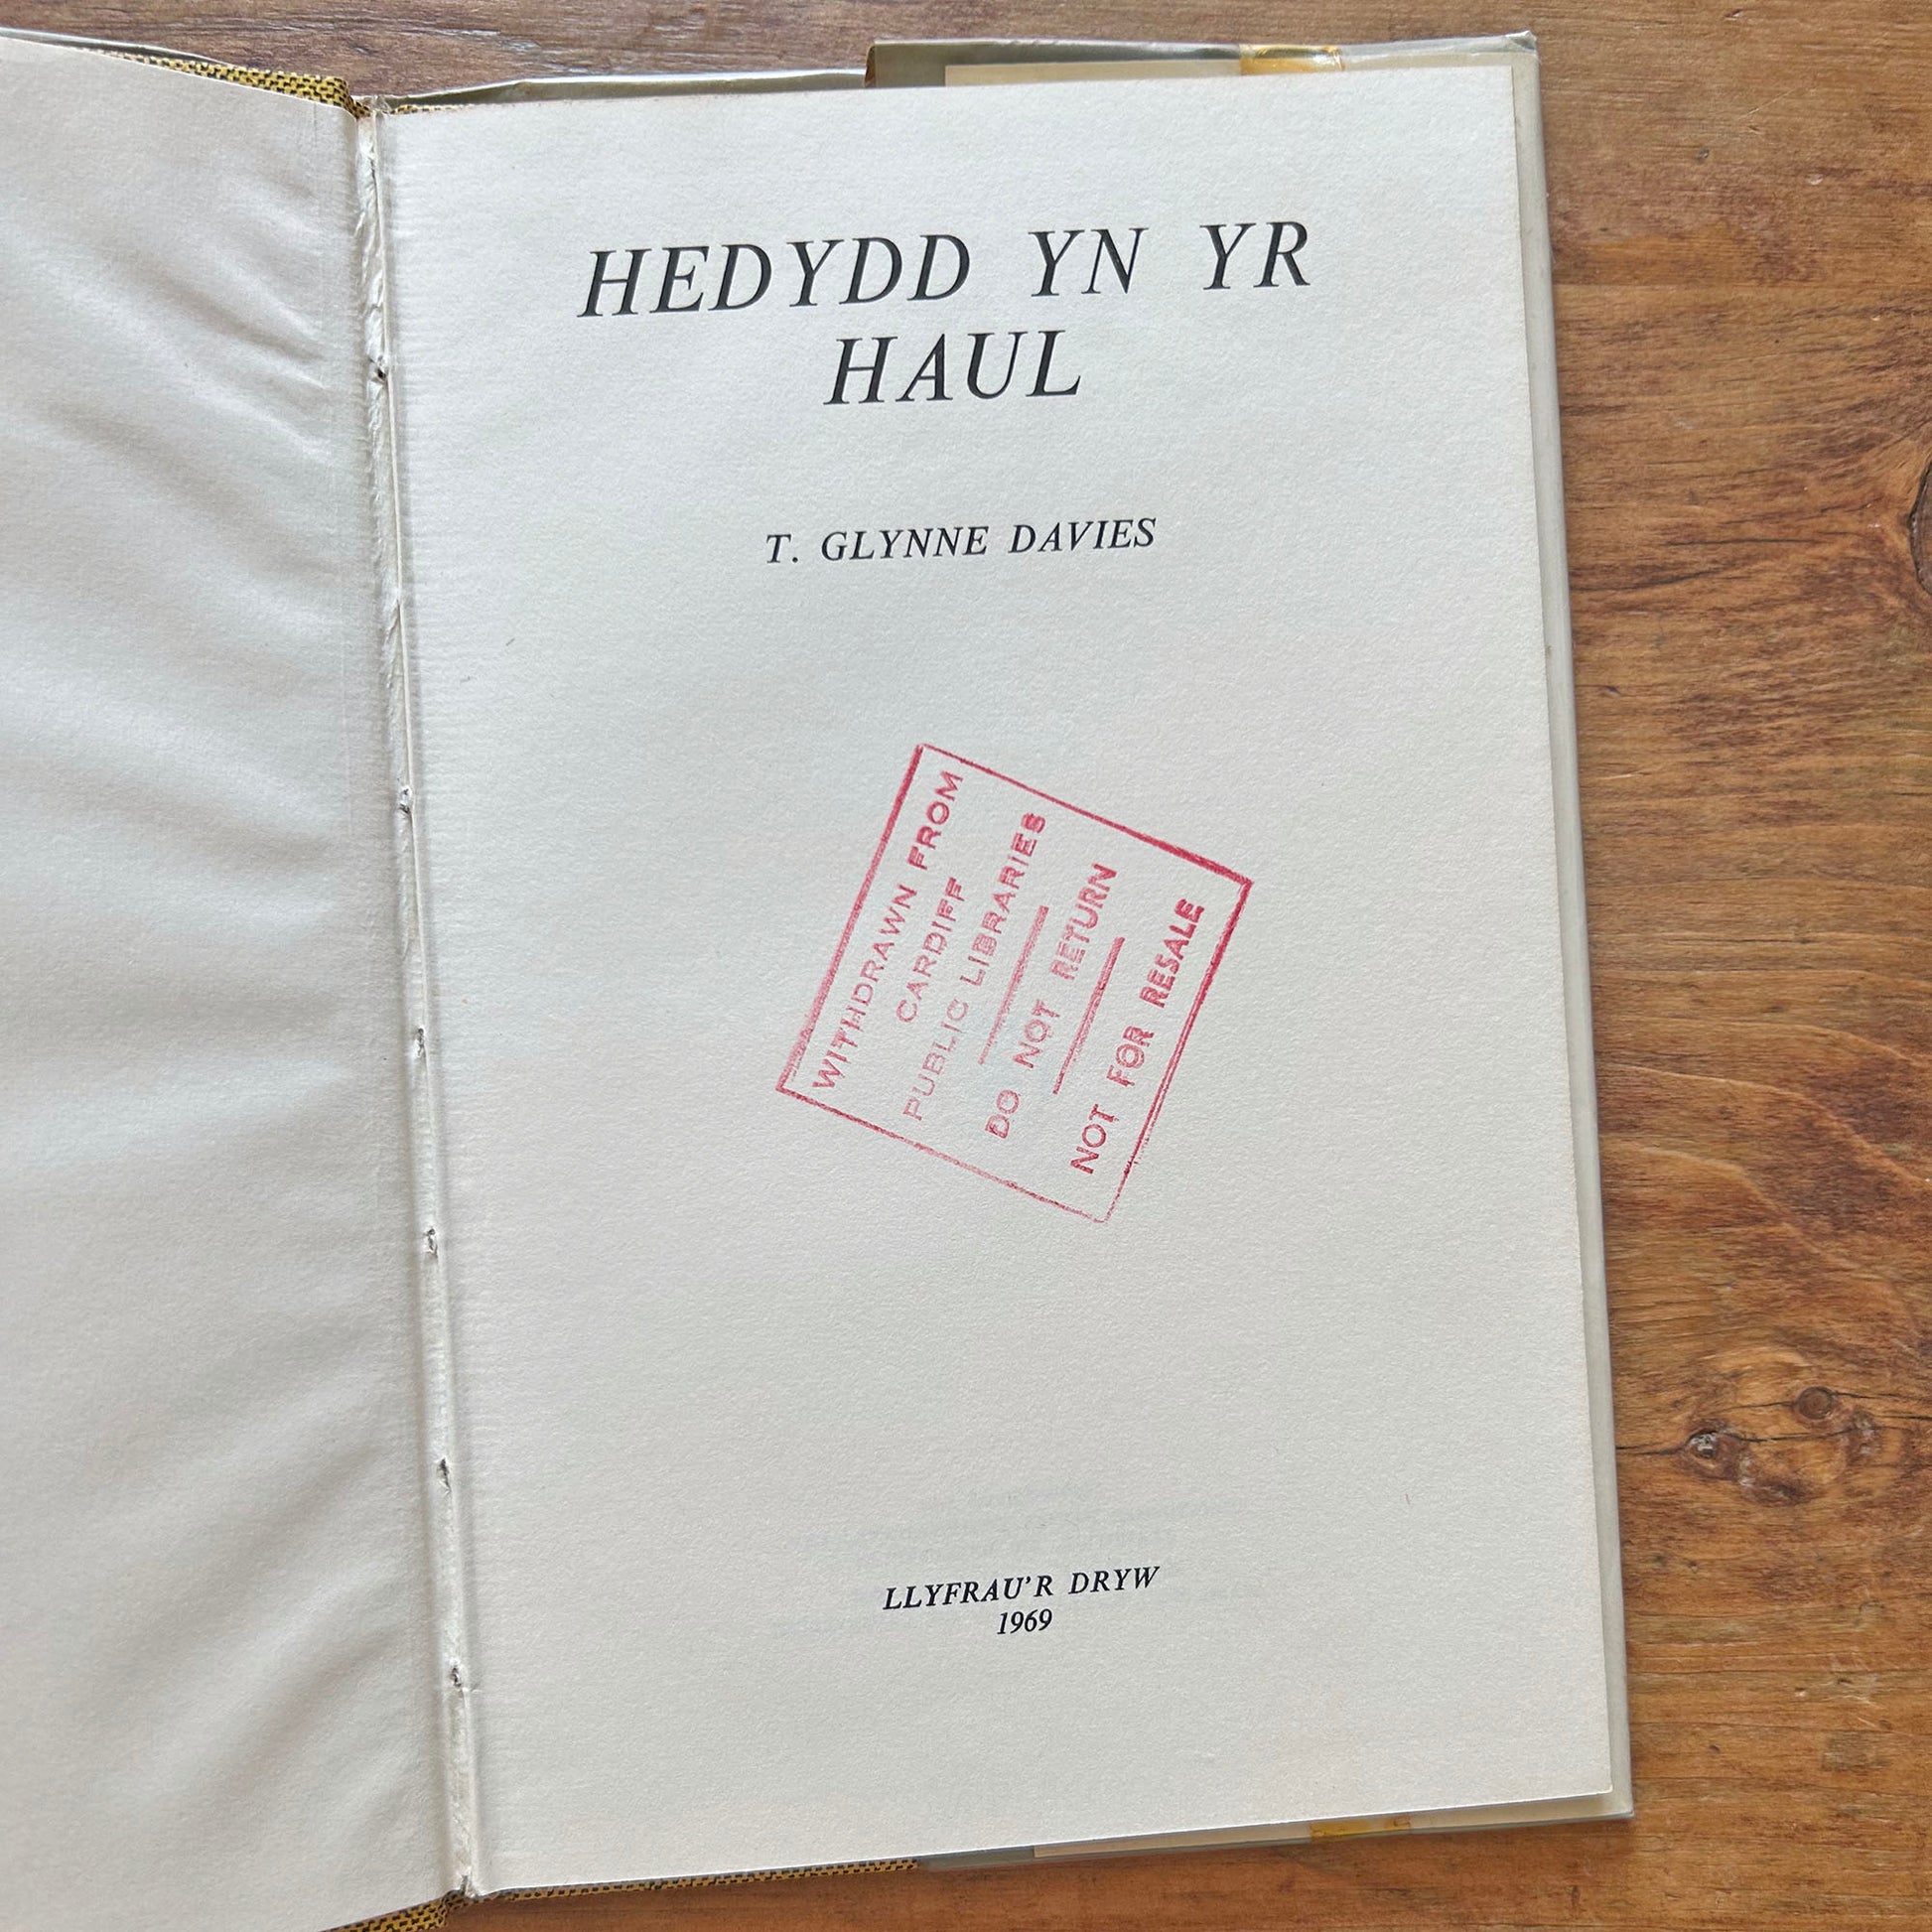 HEDYDD YN YR
HAUL
T. GLYNNE DAVIES
WITHDRAWN FROM
CARDIFF
PUBLIC LIBRARIES
DO NOT RETURN
NOT FOR RESALE
LLYFRAU'R DRYW
1969